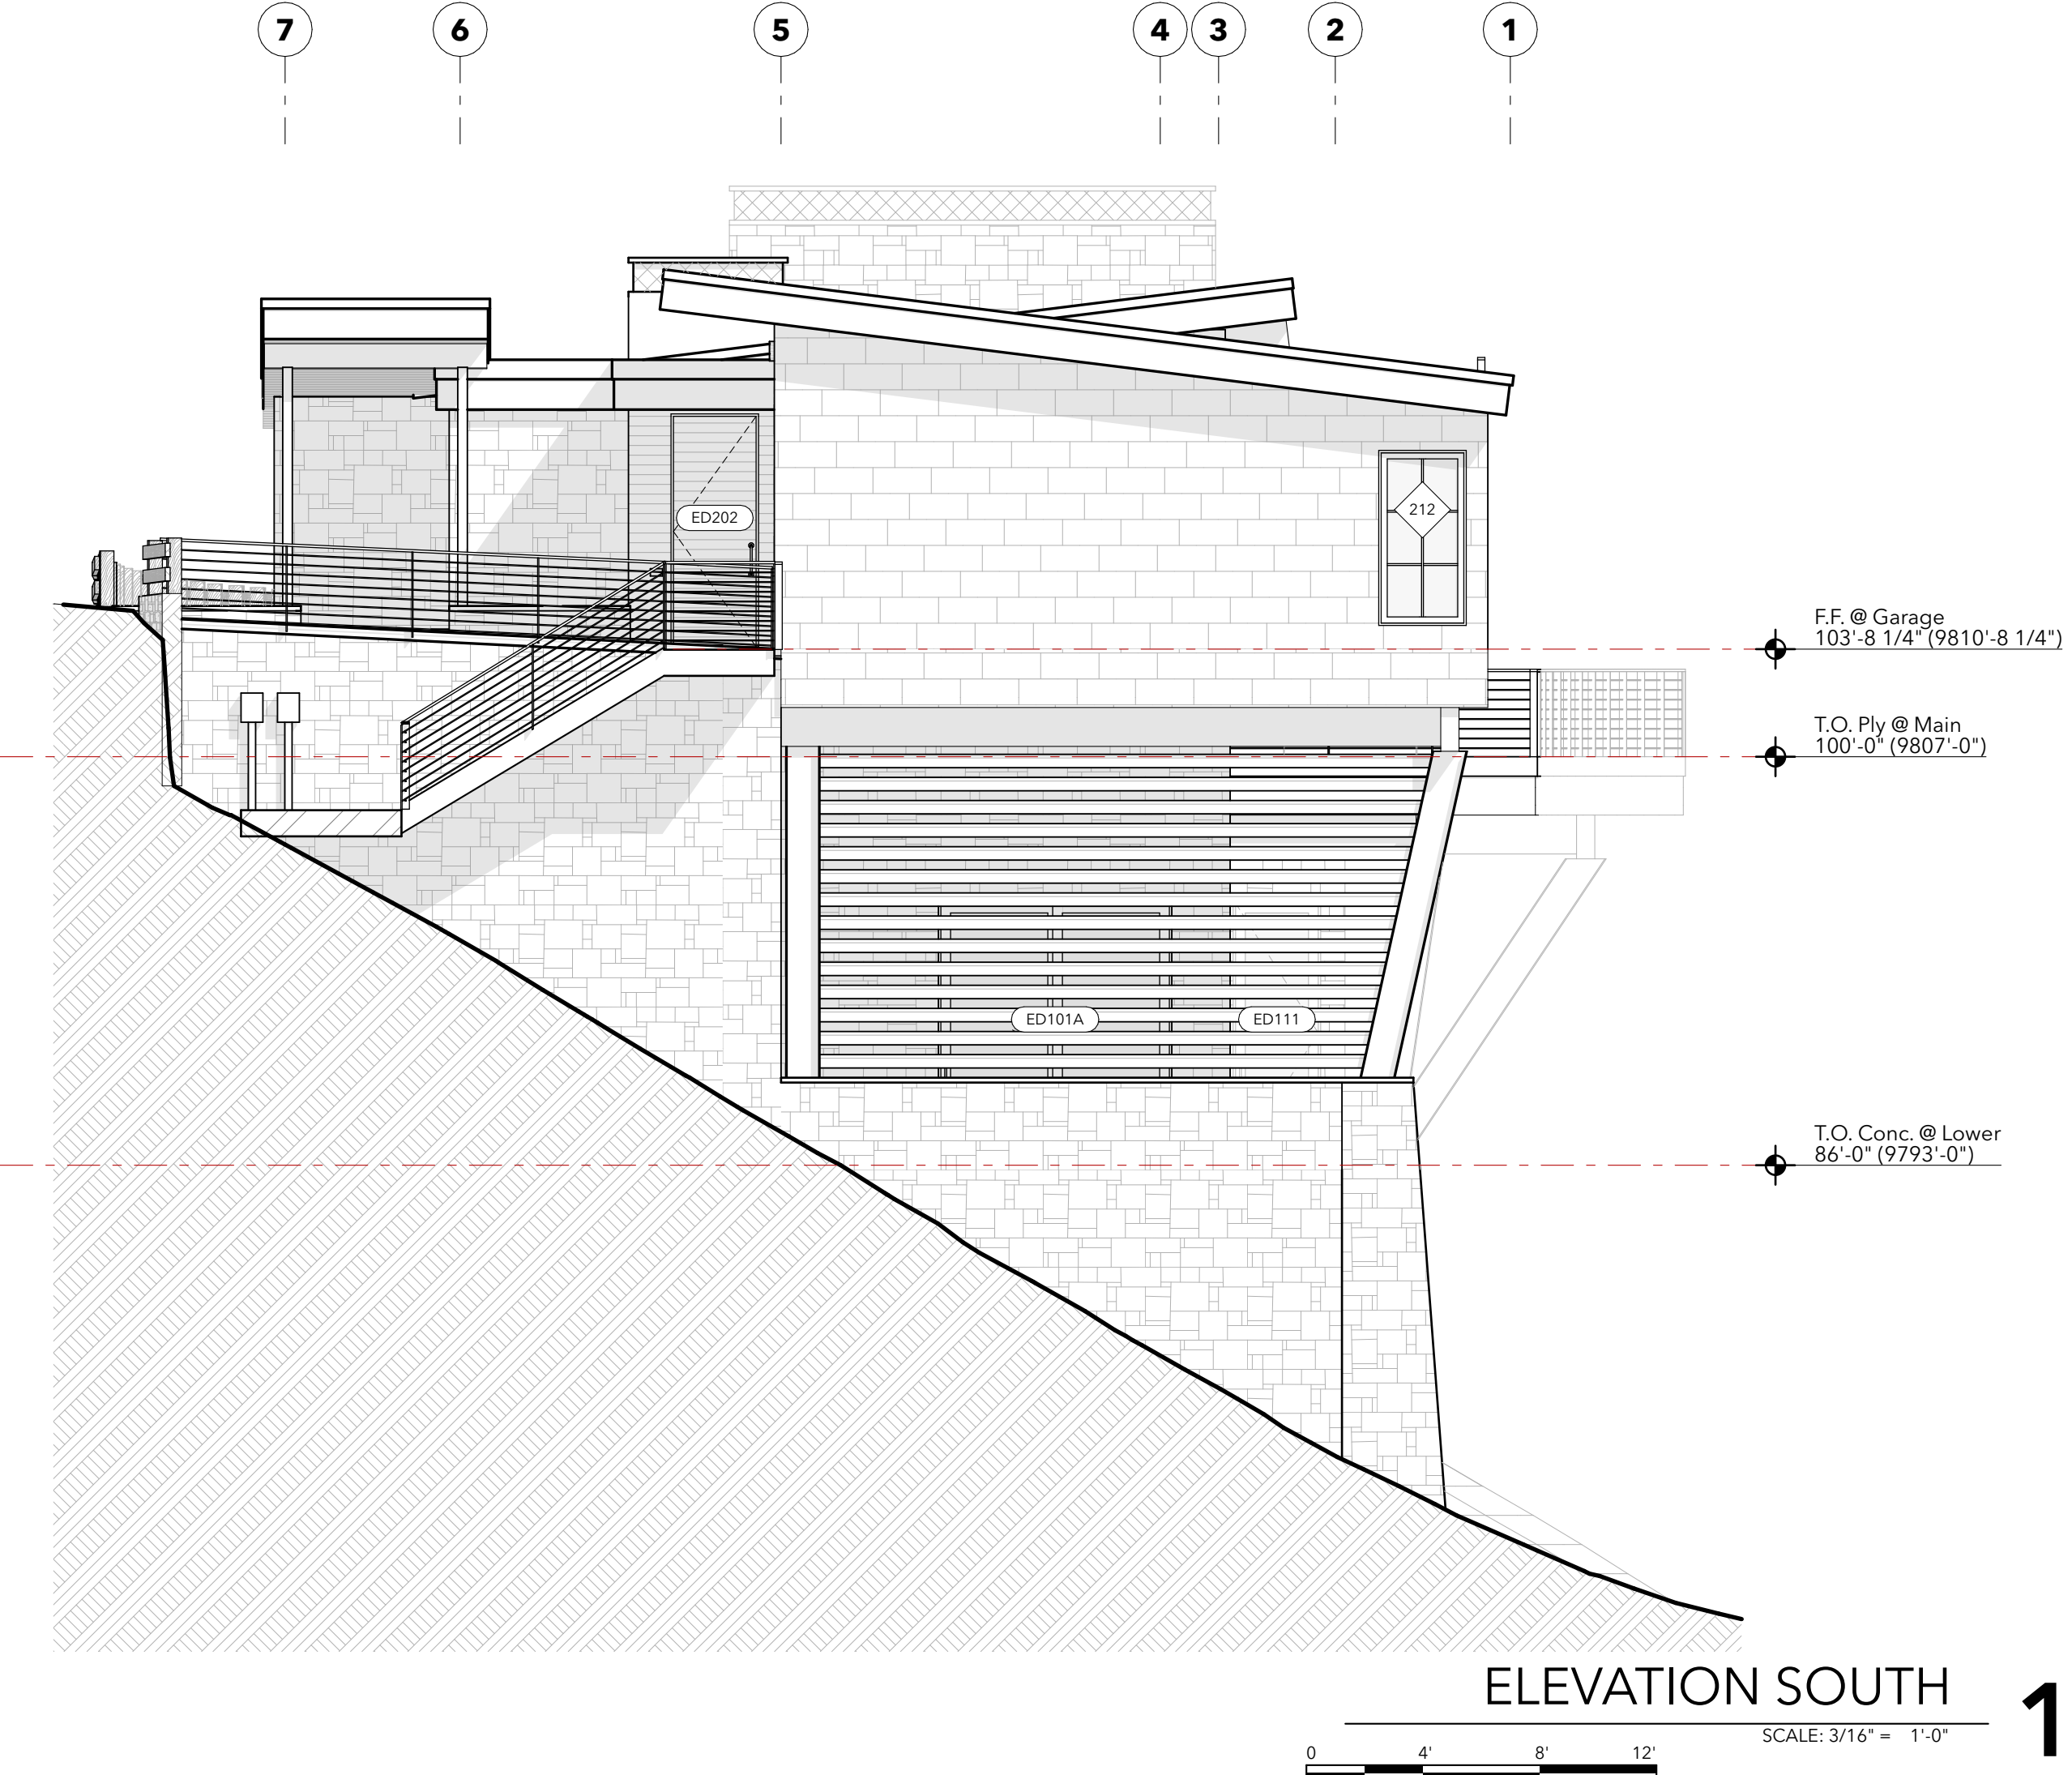 7 6 5 4 3 2 1
ED202
212
F.F. @ Garage
103'-8 1/4" (9810'-8 1/4")
T.O. Ply @ Main
100'-0" (9807'-0")
ED101A
ED111
T.O. Conc. @ Lower
86'-0" (9793'-0")
ELEVATION SOUTH
1
SCALE: 3/16" = 1'-0"
0 4' 8' 12'